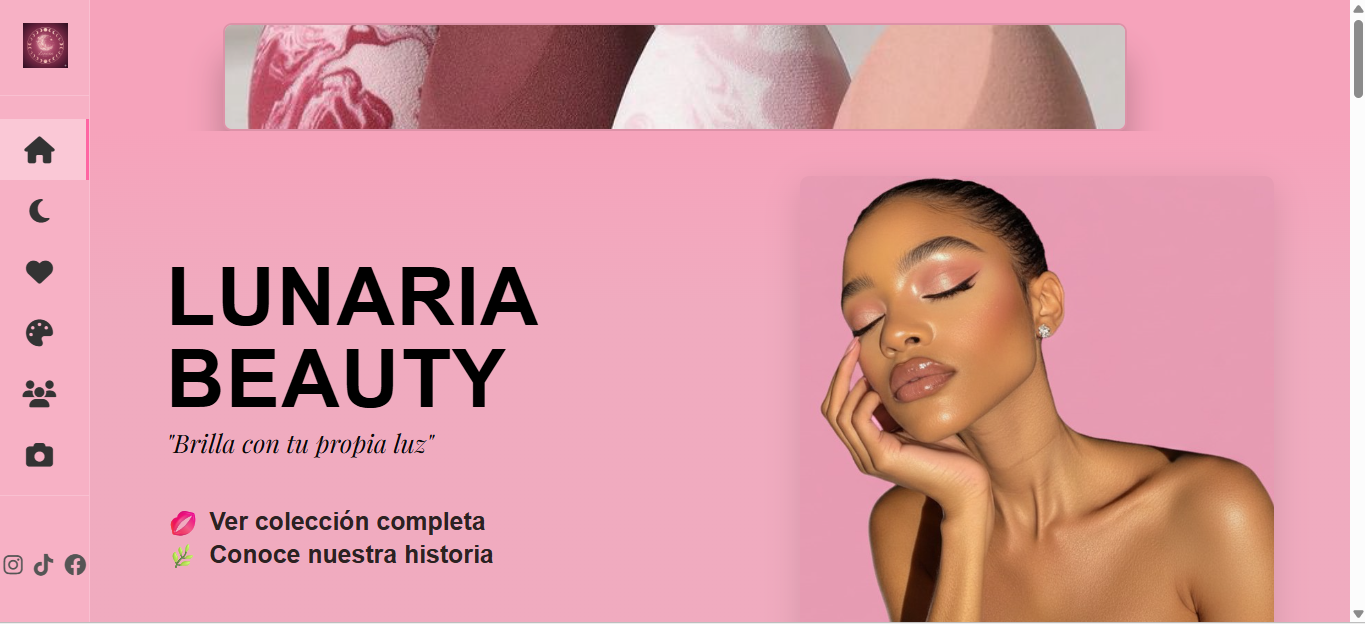 LUNARIA
BEAUTY
"Brilla con tu propia luz"
Ver colección completa
Conoce nuestra historia